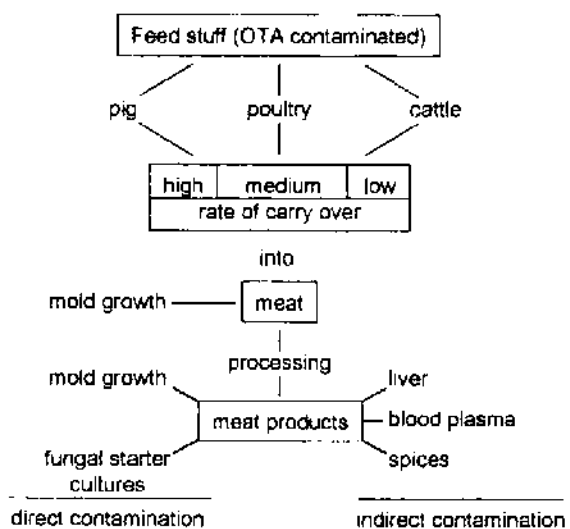 Feed stuff (OTA contaminated)
pig poultry cattle
high medium low
rate of carry over
into
mold growth meat
processing
mold growth liver
meat products blood plasma
fungal starter spices
cultures
direct contamination indirect contamination